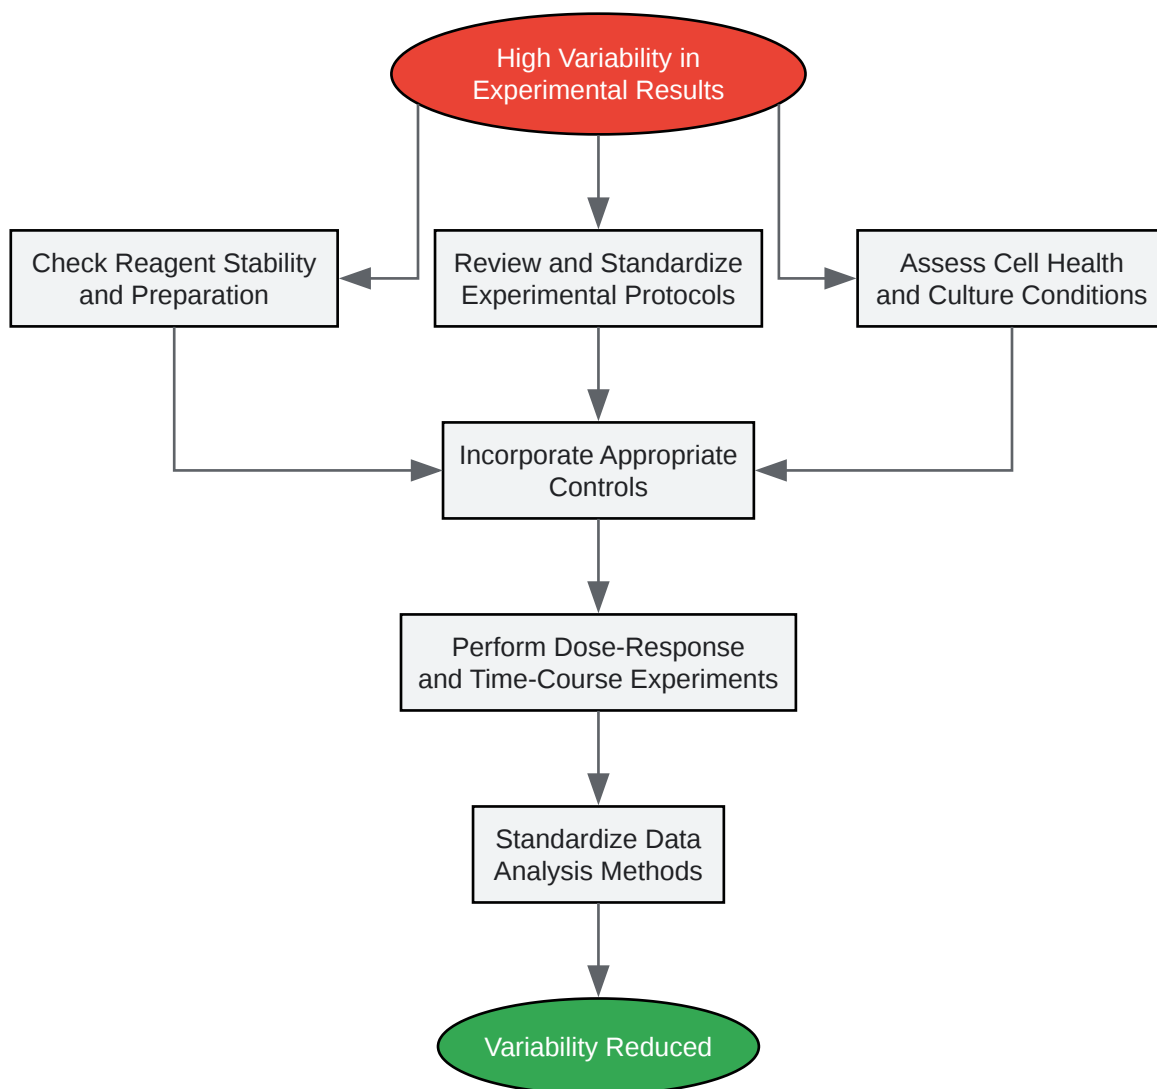 High Variability in
Experimental Results
Check Reagent Stability
and Preparation
Review and Standardize
Experimental Protocols
Assess Cell Health
and Culture Conditions
Incorporate Appropriate
Controls
Perform Dose-Response
and Time-Course Experiments
Standardize Data
Analysis Methods
Variability Reduced